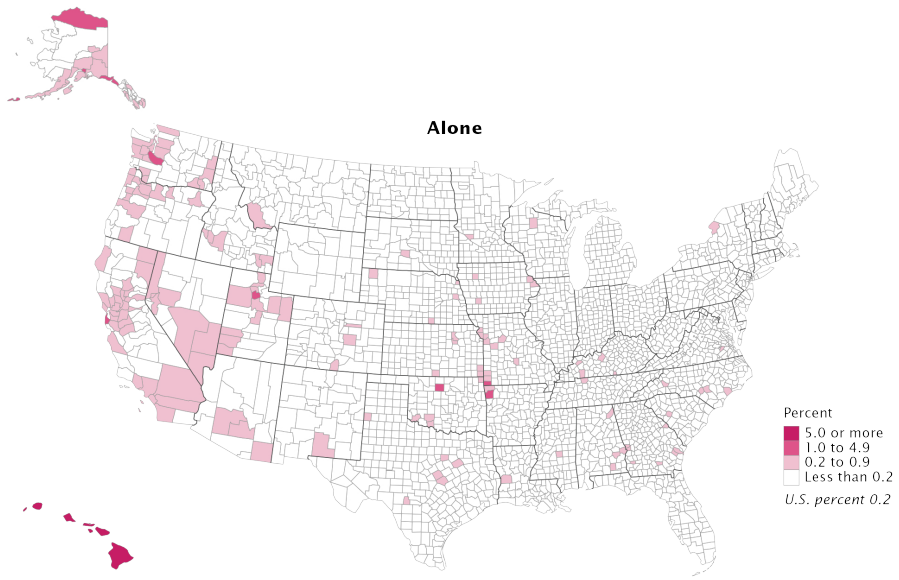 Alone
Percent
5.0 or more
1.0 to 4.9
0.2 to 0.9
Less than 0.2
U.S. percent 0.2